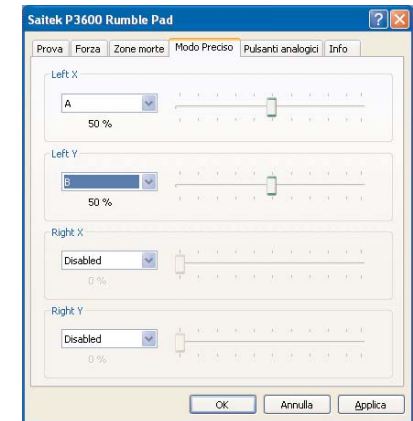 Saitek P3600 Rumble Pad
Prova Forza Zone morte Modo Preciso Pulsanti analogici Info
Left X
A
50 %
Left Y
B
50 %
Right X
Disabled
0 %
Right Y
Disabled
0 %
OK Annulla Applica